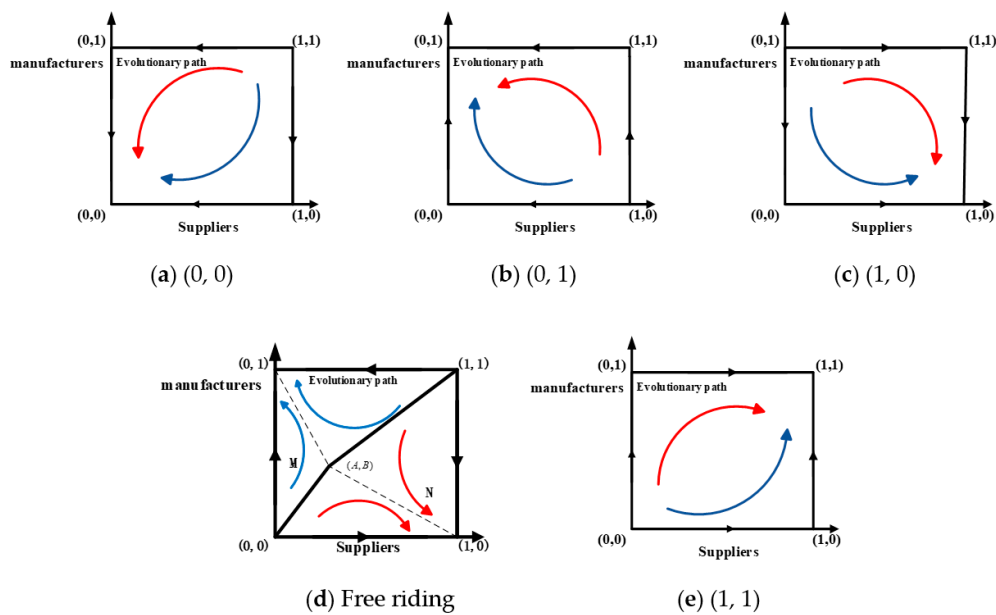 (0,1)
(1,1)
manufacturers
Evolutionary path
(0,0)
(1,0)
Suppliers
(a) (0, 0)
(0,1)
(1,1)
manufacturers
Evolutionary path
(0,0)
(1,0)
Suppliers
(b) (0, 1)
(0,1)
(1,1)
manufacturers
Evolutionary path
(0,0)
(1,0)
Suppliers
(c) (1, 0)
(0, 1)
(1, 1)
manufacturers
Evolutionary path
M
(A,B)
N
(0, 0)
(1, 0)
Suppliers
(d) Free riding
(0,1)
(1,1)
manufacturers
Evolutionary path
(0,0)
(1,0)
Suppliers
(e) (1, 1)